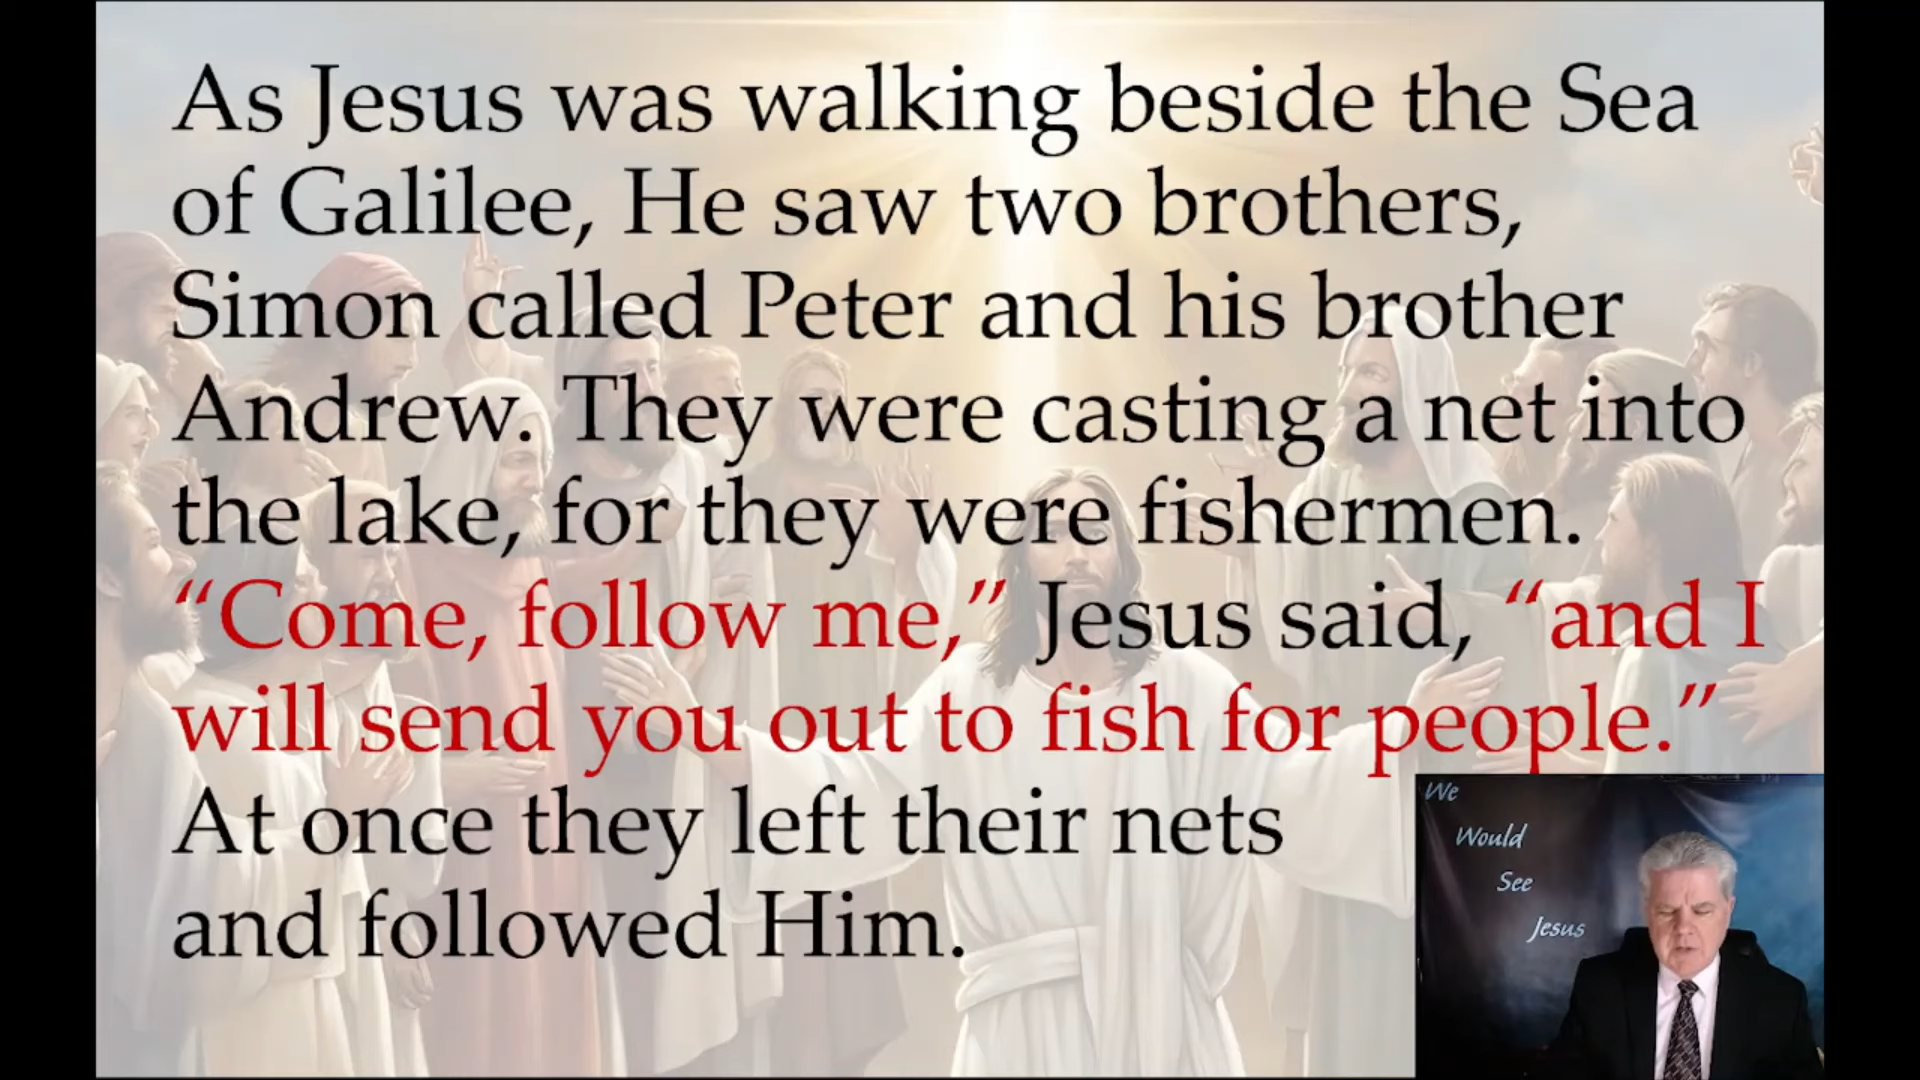 As Jesus was walking beside the Sea
of Galilee, He saw two brothers,
Simon called Peter and his brother
Andrew. They were casting a net into
the lake, for they were fishermen.
“Come, follow me,” Jesus said, “and I
will send you out to fish for people.”
At once they left their nets
and followed Him.
We
Would
See
Jesus